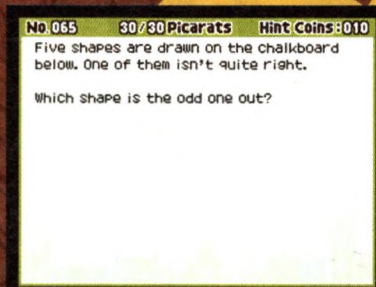 No.065 30/30 Picarats Hint Coins:010
Five shapes are drawn on the chalkboard
below. One of them isn't quite right.
Which shape is the odd one out?